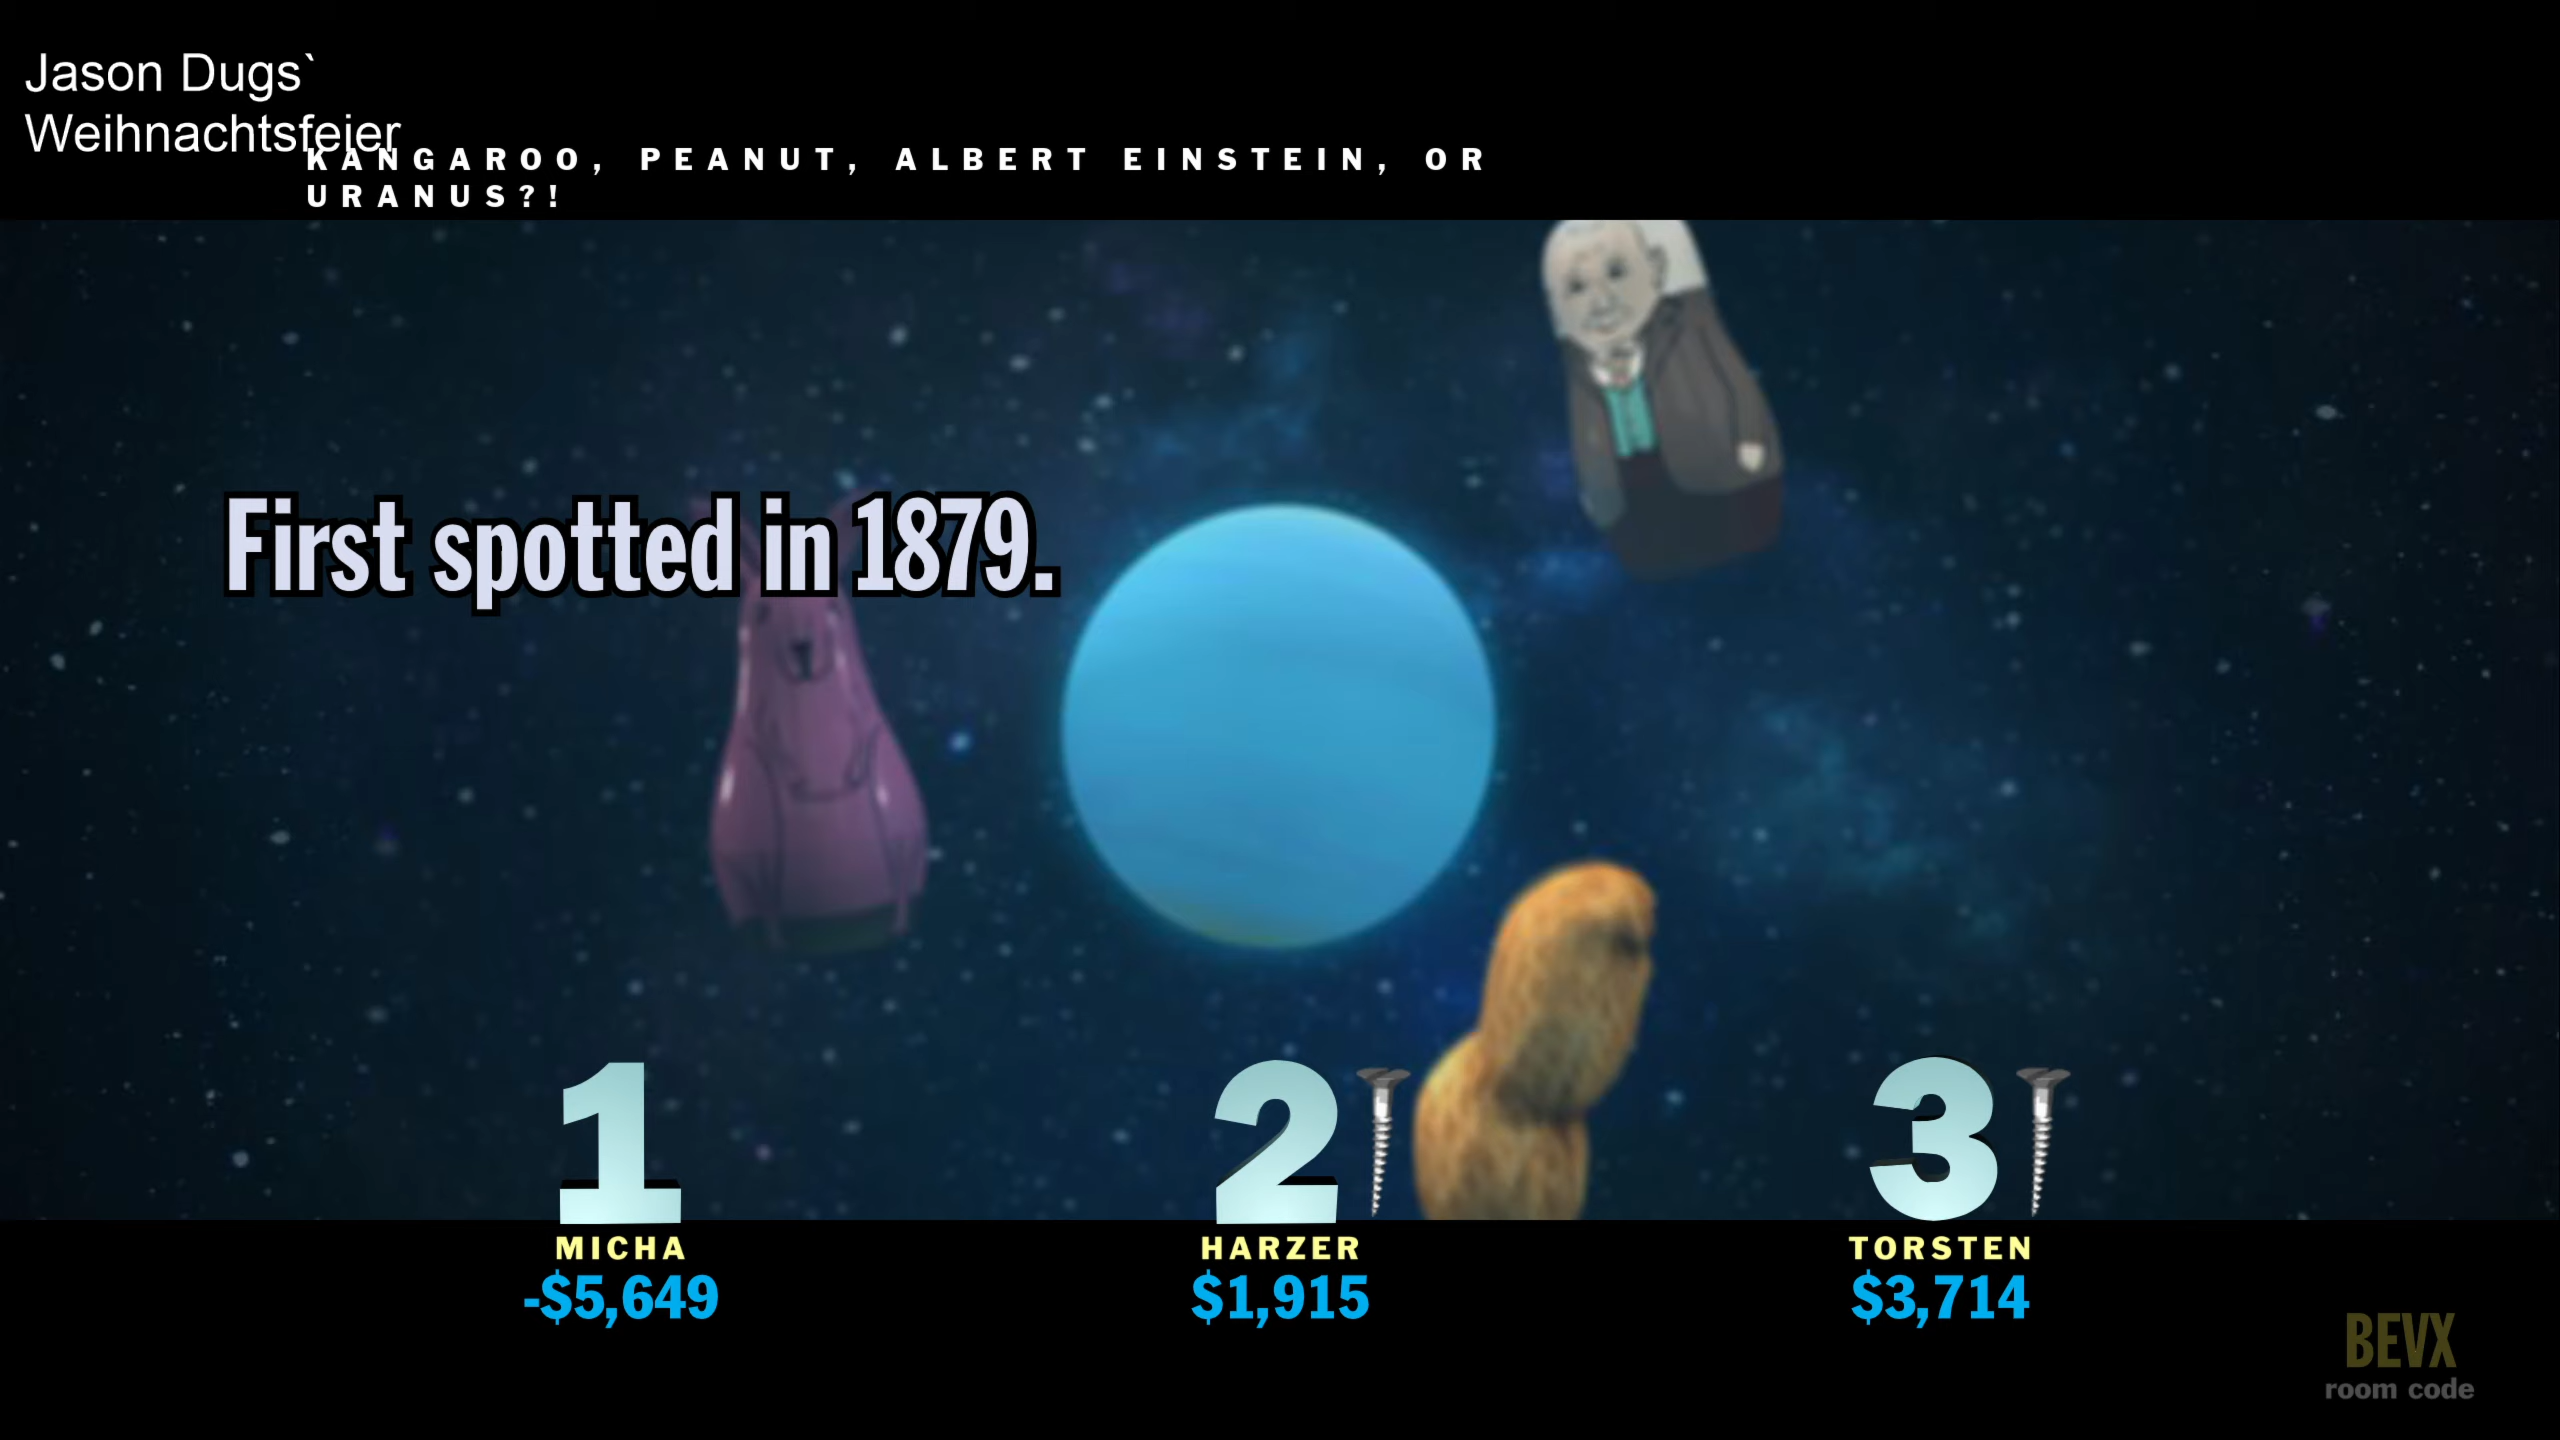 Jason Dugs`
Weihnachtsfeier
KANGAROO, PEANUT, ALBERT EINSTEIN, OR
URANUS?!
First spotted in 1879.
1
2
3
MICHA
HARZER
TORSTEN
-$5,649
$1,915
$3,714
BEVX
room code